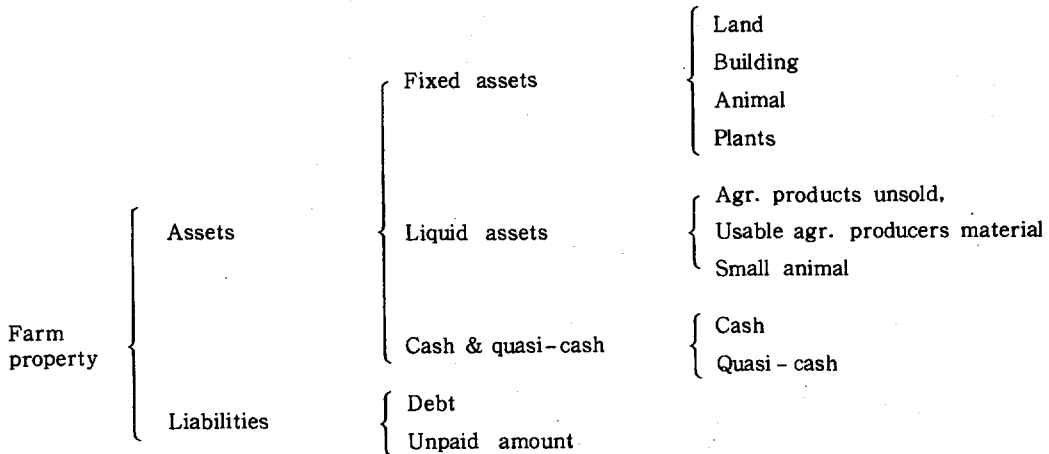 Land
Fixed assets
Building
Animal
Plants
Agr. products unsold,
Assets
Liquid assets
Usable agr. producers material
Small animal
Farm
property
Cash & quasi-cash
Cash
Quasi-cash
Liabilities
Debt
Unpaid amount